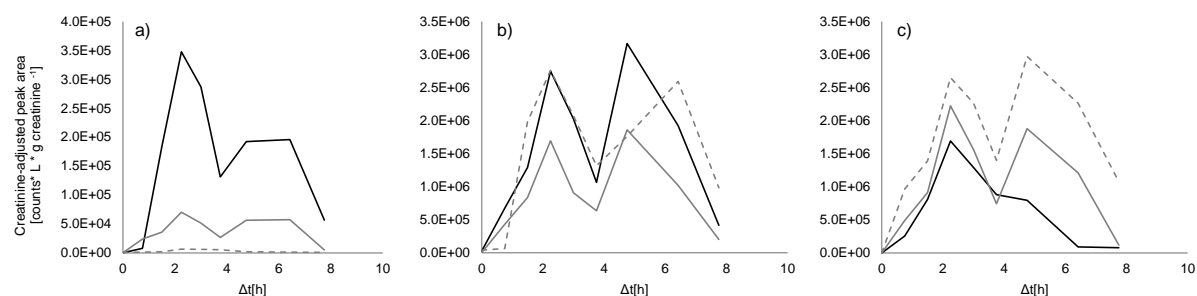 Creatinine-adjusted peak area
[counts* L * g creatinine ⁻¹]
a)
4.0E+05
3.5E+05
3.0E+05
2.5E+05
2.0E+05
1.5E+05
1.0E+05
5.0E+04
0.0E+00
0 2 4 6 8 10
Δt[h]
b)
3.5E+06
3.0E+06
2.5E+06
2.0E+06
1.5E+06
1.0E+06
5.0E+05
0.0E+00
0 2 4 6 8 10
Δt[h]
c)
3.5E+06
3.0E+06
2.5E+06
2.0E+06
1.5E+06
1.0E+06
5.0E+05
0.0E+00
0 2 4 6 8 10
Δt[h]